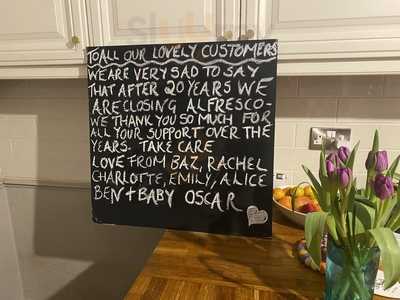 TO ALL OUR LOVELY CUSTOMERS
WE ARE VERY SAD TO SAY
THAT AFTER 20 YEARS WE
ARE CLOSING ALFRESCO-
WE THANK YOU SO MUCH FOR
ALL YOUR SUPPORT OVER THE
YEARS- TAKE CARE
LOVE FROM BAZ, RACHEL
CHARLOTTE, EMILY, ALICE
BEN + BABY OSCAR